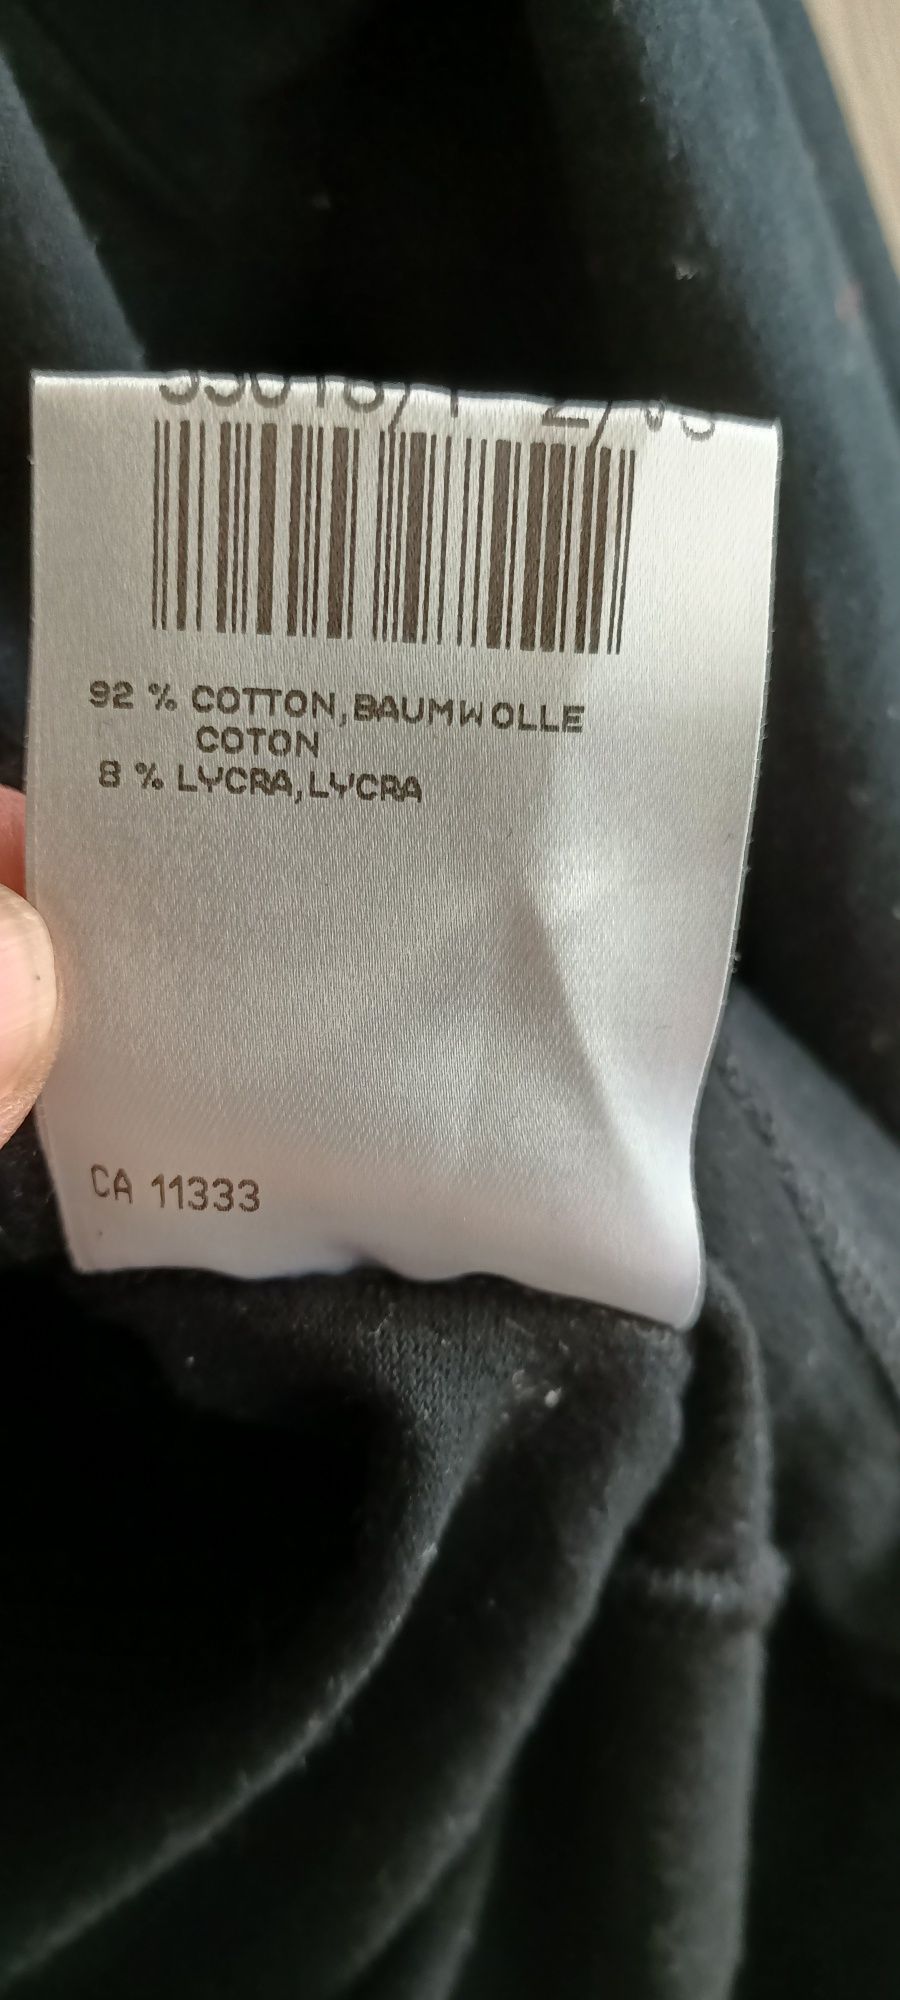 92 % COTTON,BAUMWOLLE
COTON
8 % LYCRA,LYCRA
CA 11333